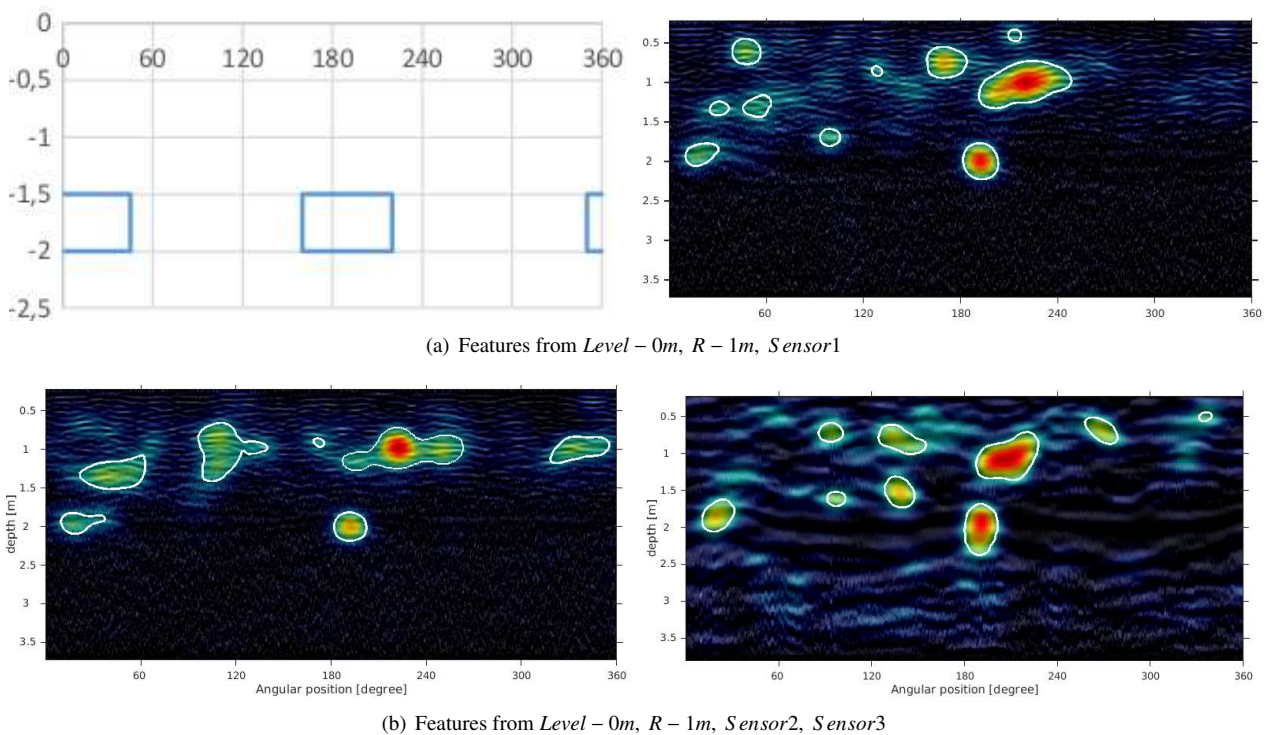 0
0 60 120 180 240 300 360
-0,5
-1
-1,5
-2
-2,5
0.5
1
1.5
2
2.5
3
3.5
60 120 180 240 300 360
(a) Features from Level – 0m, R – 1m, Sensor1
depth [m]
0.5
1
1.5
2
2.5
3
3.5
60 120 180 240 300 360
Angular position [degree]
depth [m]
0.5
1
1.5
2
2.5
3
3.5
60 120 180 240 300 360
Angular position [degree]
(b) Features from Level – 0m, R – 1m, Sensor2, Sensor3